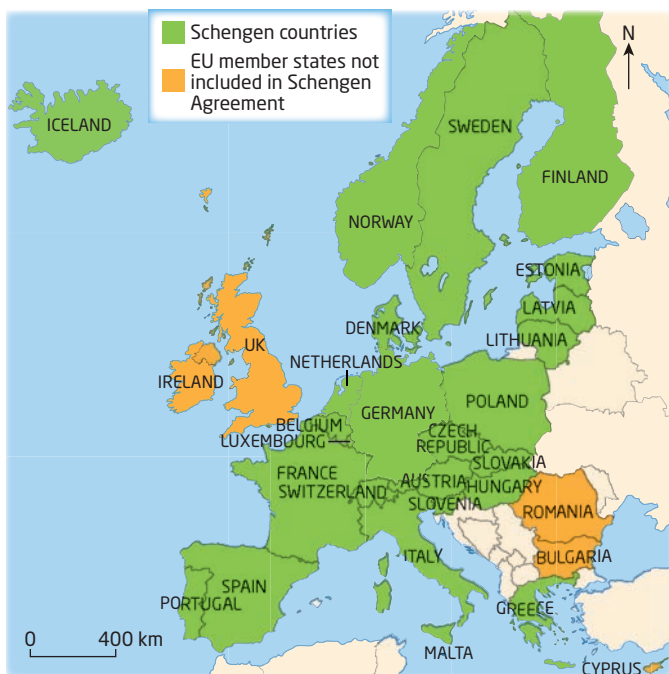 Schengen countries
EU member states not
included in Schengen
Agreement
N
ICELAND
SWEDEN
FINLAND
NORWAY
ESTONIA
LATVIA
DENMARK
LITHUANIA
UK
NETHERLANDS
IRELAND
POLAND
GERMANY
BELGIUM
LUXEMBOURG
CZECH
REPUBLIC
SLOVAKIA
FRANCE
AUSTRIA
HUNGARY
SWITZERLAND
SLOVENIA
ROMANIA
ITALY
BULGARIA
SPAIN
PORTUGAL
GREECE
0 400 km
MALTA
CYPRUS